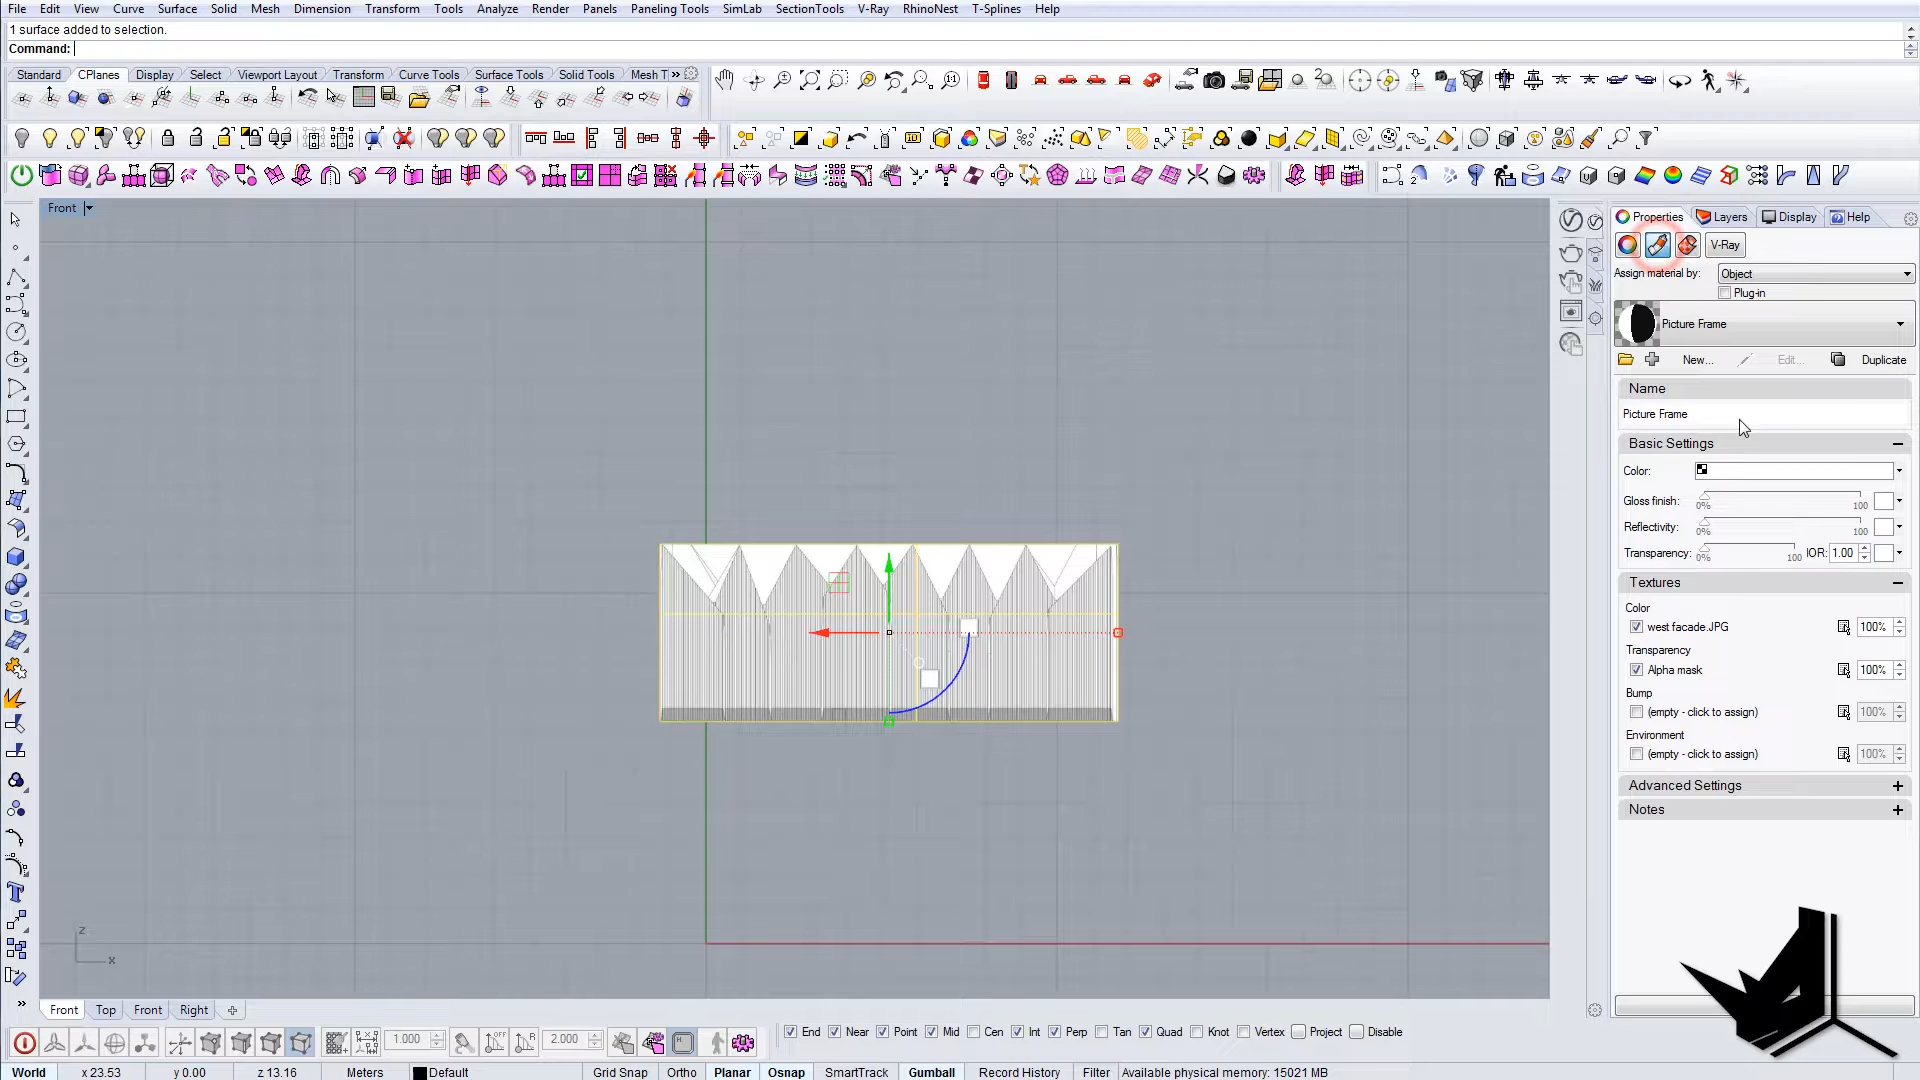 File Edit View Curve Surface Solid Mesh Dimension Transform Tools Analyze Render Panels Paneling Tools SimLab SectionTools V-Ray RhinoNest T-Splines Help
1 surface added to selection.
Command:
Standard CPlanes Display Select Viewport Layout Transform Curve Tools Surface Tools Solid Tools Mesh T »
Front
Properties Layers Display Help
V-Ray
Assign material by: Object
Plug-in
Picture Frame
New... Edit... Duplicate
Name
Picture Frame
Basic Settings
Color:
Gloss finish: 0% 100
Reflectivity: 0% 100
Transparency: 0% 100 IOR: 1.00
Textures
Color
west facade.JPG 100%
Transparency
Alpha mask 100%
Bump
(empty - click to assign) 100%
Environment
(empty - click to assign) 100%
Advanced Settings
Notes
z
x
Front Top Front Right
1.000 2.000 End Near Point Mid Cen Int Perp Tan Quad Knot Vertex Project Disable
World x 23.53 y 0.00 z 13.16 Meters Default Grid Snap Ortho Planar Osnap SmartTrack Gumball Record History Filter Available physical memory: 15021 MB